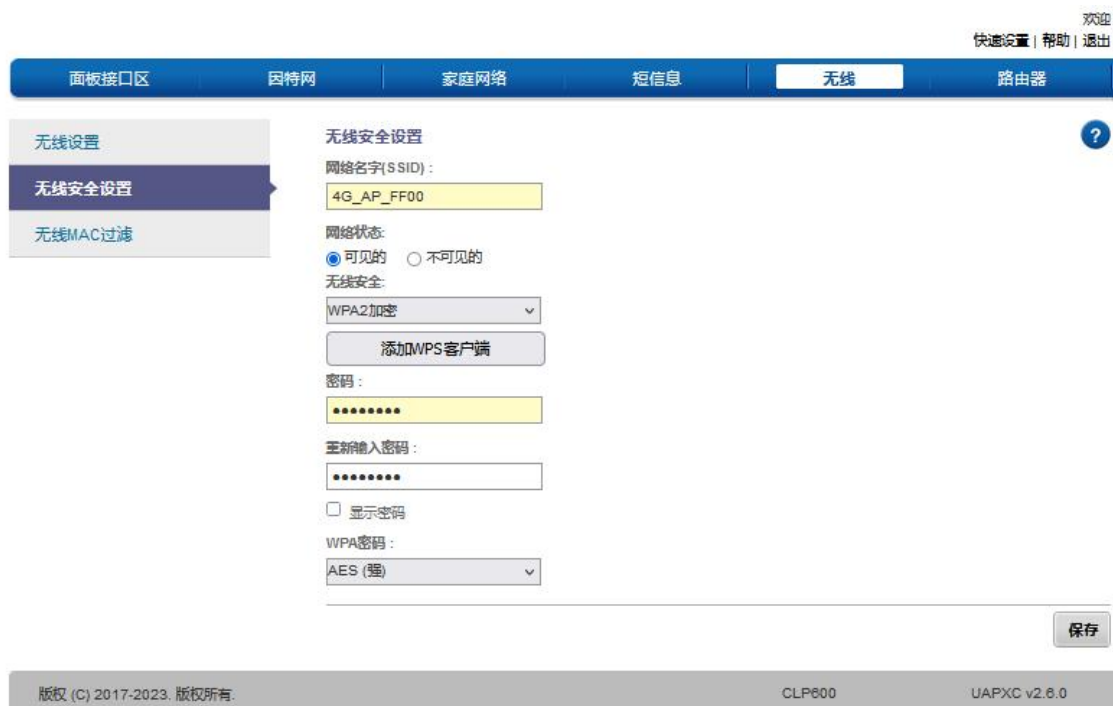 欢迎
快速设置 | 帮助 | 退出
面板接口区 因特网 家庭网络 短信息 无线 路由器
无线设置
无线安全设置
无线MAC过滤
无线安全设置
?
网络名字(SSID) :
4G_AP_FF00
网络状态:
可见的 不可见的
无线安全:
WPA2加密
添加WPS客户端
密码 :
••••••••
重新输入密码 :
••••••••
显示密码
WPA密码 :
AES (强)
保存
版权 (C) 2017-2023. 版权所有. CLP600 UAPXC v2.6.0